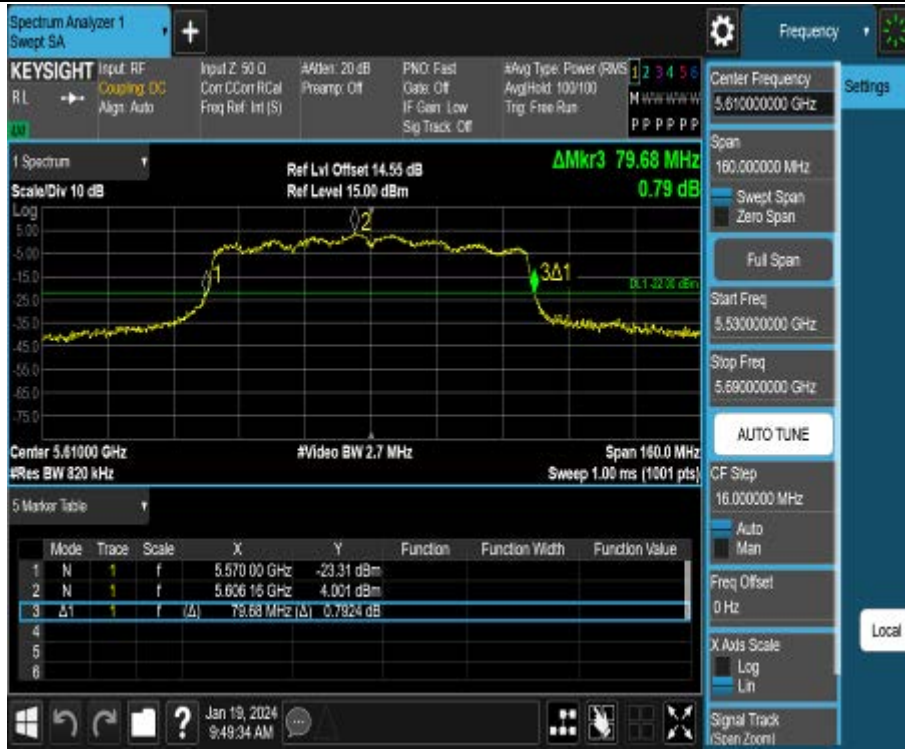 Spectrum Analyzer 1
Swept SA
+
Frequency
KEYSIGHT
RL
Input: RF
Coupling: DC
Align: Auto
Input Z: 50 Ω
Corr CCorr RCal
Freq Ref: Int (S)
#Atten: 20 dB
Preamp: Off
PNO: Fast
Gate: Off
IF Gain: Low
Sig Track: Off
#Avg Type: Power (RMS
Avg|Hold: 100/100
Trig: Free Run
1 2 3 4 5 6
M W W W W W
P P P P P P
1 Spectrum
Scale/Div 10 dB
Ref Lvl Offset 14.55 dB
Ref Level 15.00 dBm
ΔMkr3 79.68 MHz
0.79 dB
Log
5.00
-5.00
-15.0
-25.0
-35.0
-45.0
-55.0
-65.0
-75.0
1
2
3Δ1
DL1 -22.00 dBm
Center 5.61000 GHz
#Res BW 820 kHz
#Video BW 2.7 MHz
Span 160.0 MHz
Sweep 1.00 ms (1001 pts)
5 Marker Table
Mode Trace Scale X Y Function Function Width Function Value
1 N 1 f 5.570 00 GHz -23.31 dBm
2 N 1 f 5.606 16 GHz 4.001 dBm
3 Δ1 1 f (Δ) 79.68 MHz (Δ) 0.7924 dB
4
5
6
?
Jan 19, 2024
9:49:34 AM
Center Frequency
5.610000000 GHz
Settings
Span
160.000000 MHz
Swept Span
Zero Span
Full Span
Start Freq
5.530000000 GHz
Stop Freq
5.690000000 GHz
AUTO TUNE
CF Step
16.000000 MHz
Auto
Man
Freq Offset
0 Hz
X Axis Scale
Log
Lin
Local
Signal Track
(Span Zoom)